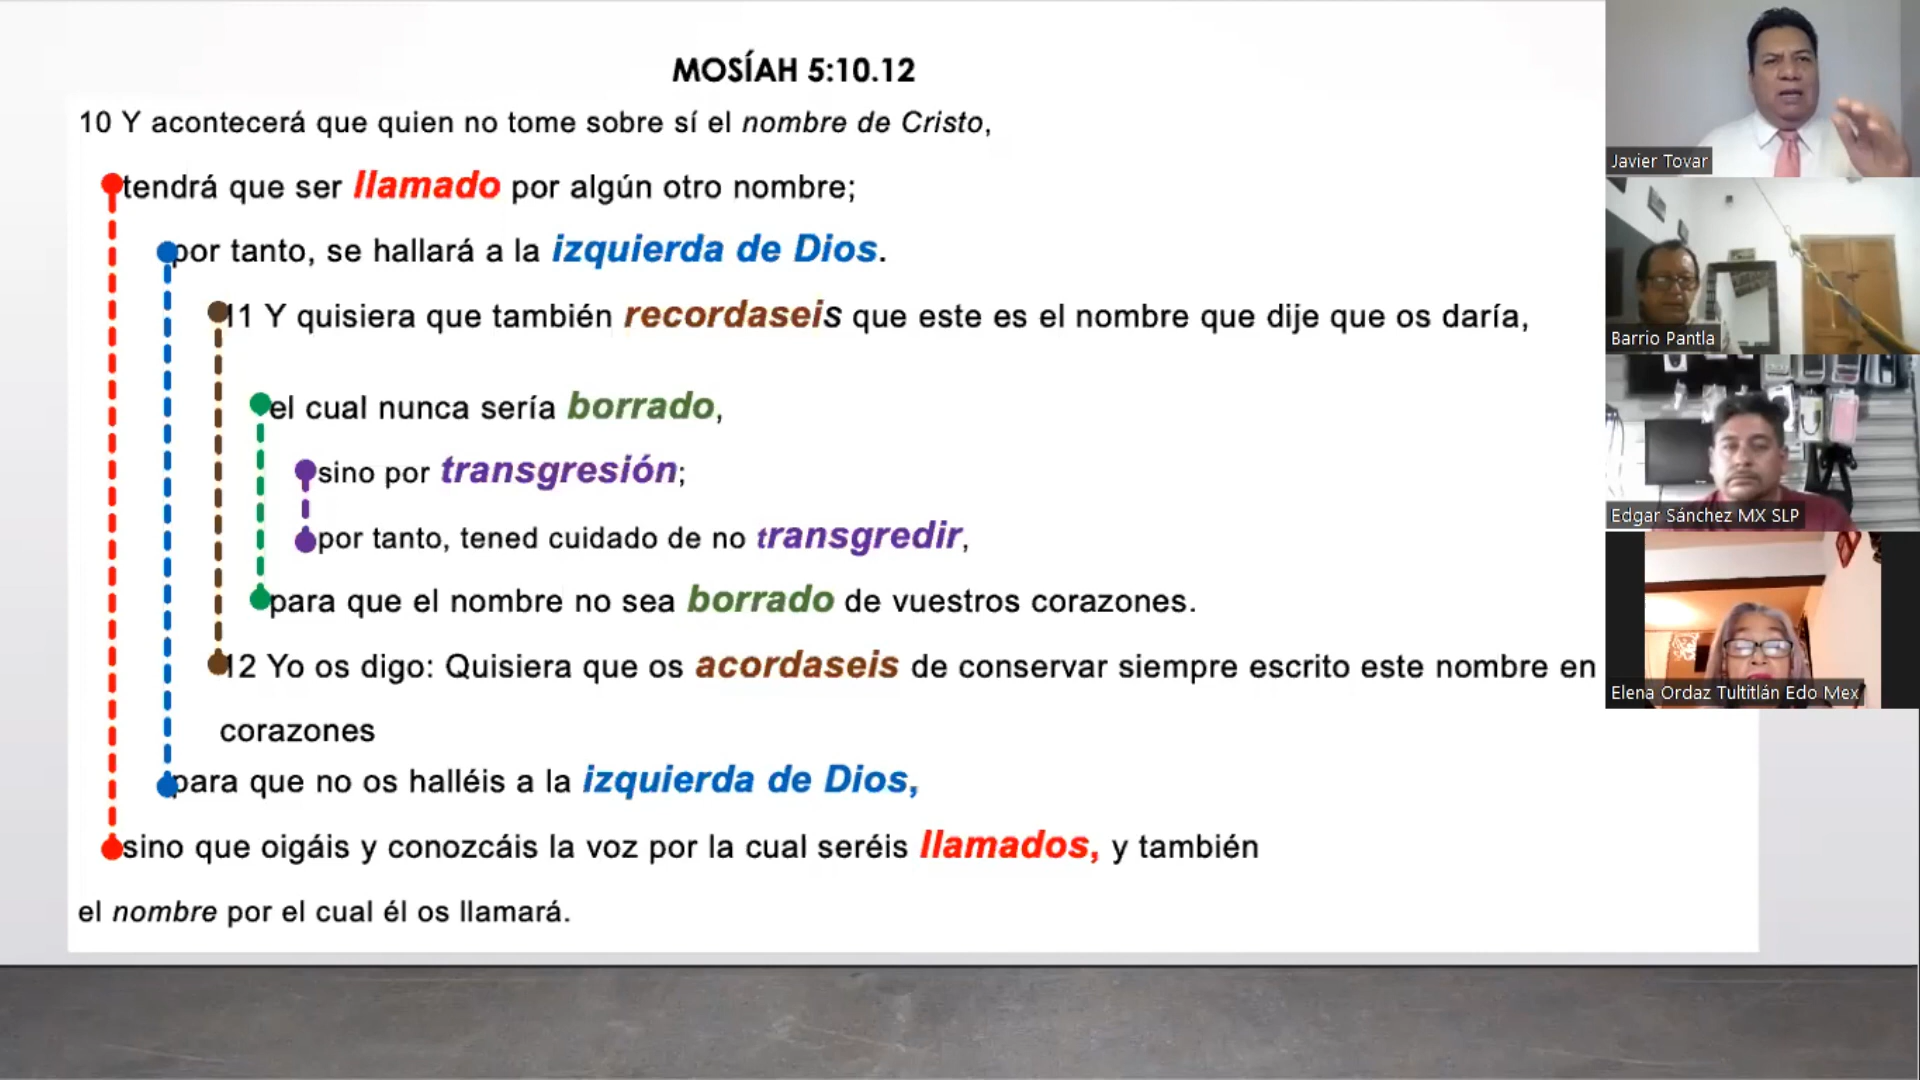 MOSÍAH 5:10.12
10 Y acontecerá que quien no tome sobre sí el nombre de Cristo,
tendrá que ser llamado por algún otro nombre;
por tanto, se hallará a la izquierda de Dios.
11 Y quisiera que también recordaseis que este es el nombre que dije que os daría,
el cual nunca sería borrado,
sino por transgresión;
por tanto, tened cuidado de no transgredir,
para que el nombre no sea borrado de vuestros corazones.
12 Yo os digo: Quisiera que os acordaseis de conservar siempre escrito este nombre en
corazones
para que no os halléis a la izquierda de Dios,
sino que oigáis y conozcáis la voz por la cual seréis llamados, y también
el nombre por el cual él os llamará.
Javier Tovar
Barrio Pantla
Edgar Sánchez MX SLP
Elena Ordaz Tultitlán Edo Mex